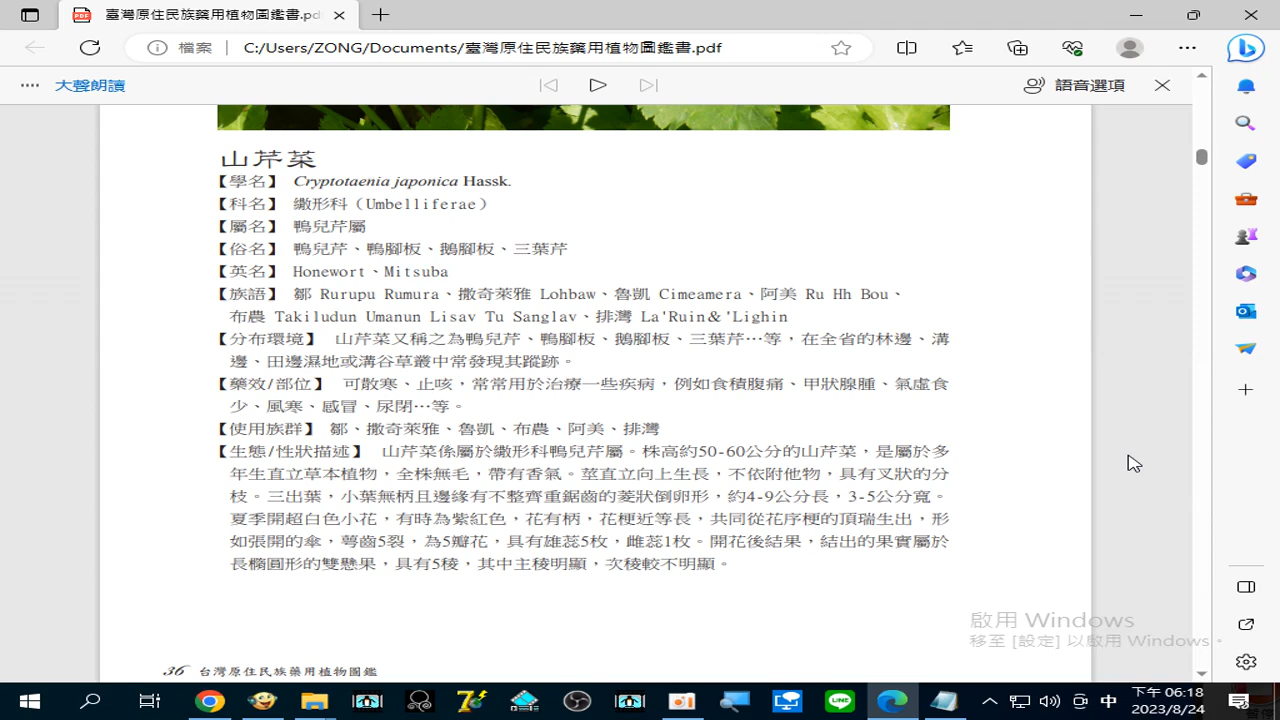 臺灣原住民族藥用植物圖鑑書.pd
檔案
C:/Users/ZONG/Documents/臺灣原住民族藥用植物圖鑑書.pdf
大聲朗讀
語音選項
山芹菜
【學名】 Cryptotaenia japonica Hassk.
【科名】 繖形科（Umbelliferae）
【屬名】 鴨兒芹屬
【俗名】 鴨兒芹、鴨腳板、鵝腳板、三葉芹
【英名】 Honewort、Mitsuba
【族語】 鄒 Rurupu Rumura、撒奇萊雅 Lohbaw、魯凱 Cimeamera、阿美 Ru Hh Bou、
布農 Takiludun Umanun Lisav Tu Sanglav、排灣 La'Ruin＆'Lighin
【分布環境】 山芹菜又稱之為鴨兒芹、鴨腳板、鵝腳板、三葉芹…等，在全省的林邊、溝
邊、田邊濕地或溝谷草叢中常發現其蹤跡。
【藥效/部位】 可散寒、止咳，常常用於治療一些疾病，例如食積腹痛、甲狀腺腫、氣虛食
少、風寒、感冒、尿閉…等。
【使用族群】 鄒、撒奇萊雅、魯凱、布農、阿美、排灣
【生態/性狀描述】 山芹菜係屬於繖形科鴨兒芹屬。株高約50-60公分的山芹菜，是屬於多
年生直立草本植物，全株無毛，帶有香氣。莖直立向上生長，不依附他物，具有叉狀的分
枝。三出葉，小葉無柄且邊緣有不整齊重鋸齒的菱狀倒卵形，約4-9公分長，3-5公分寬。
夏季開超白色小花，有時為紫紅色，花有柄，花梗近等長，共同從花序梗的頂瑞生出，形
如張開的傘，萼齒5裂，為5瓣花，具有雄蕊5枚，雌蕊1枚。開花後結果，結出的果實屬於
長橢圓形的雙懸果，具有5稜，其中主稜明顯，次稜較不明顯。
啟用 Windows
移至 [設定] 以啟用 Windows。
36 台灣原住民族藥用植物圖鑑
中
下午 06:18
2023/8/24